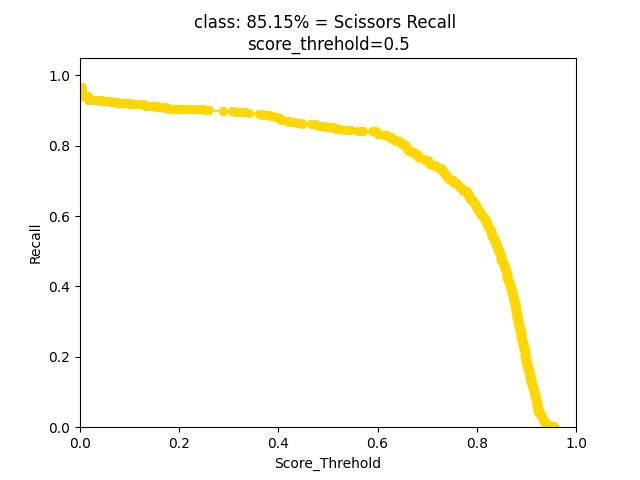 class: 85.15% = Scissors Recall
score_threhold=0.5
1.0
0.8
0.6
0.4
0.2
0.0
Recall
0.0 0.2 0.4 0.6 0.8 1.0
Score_Threhold